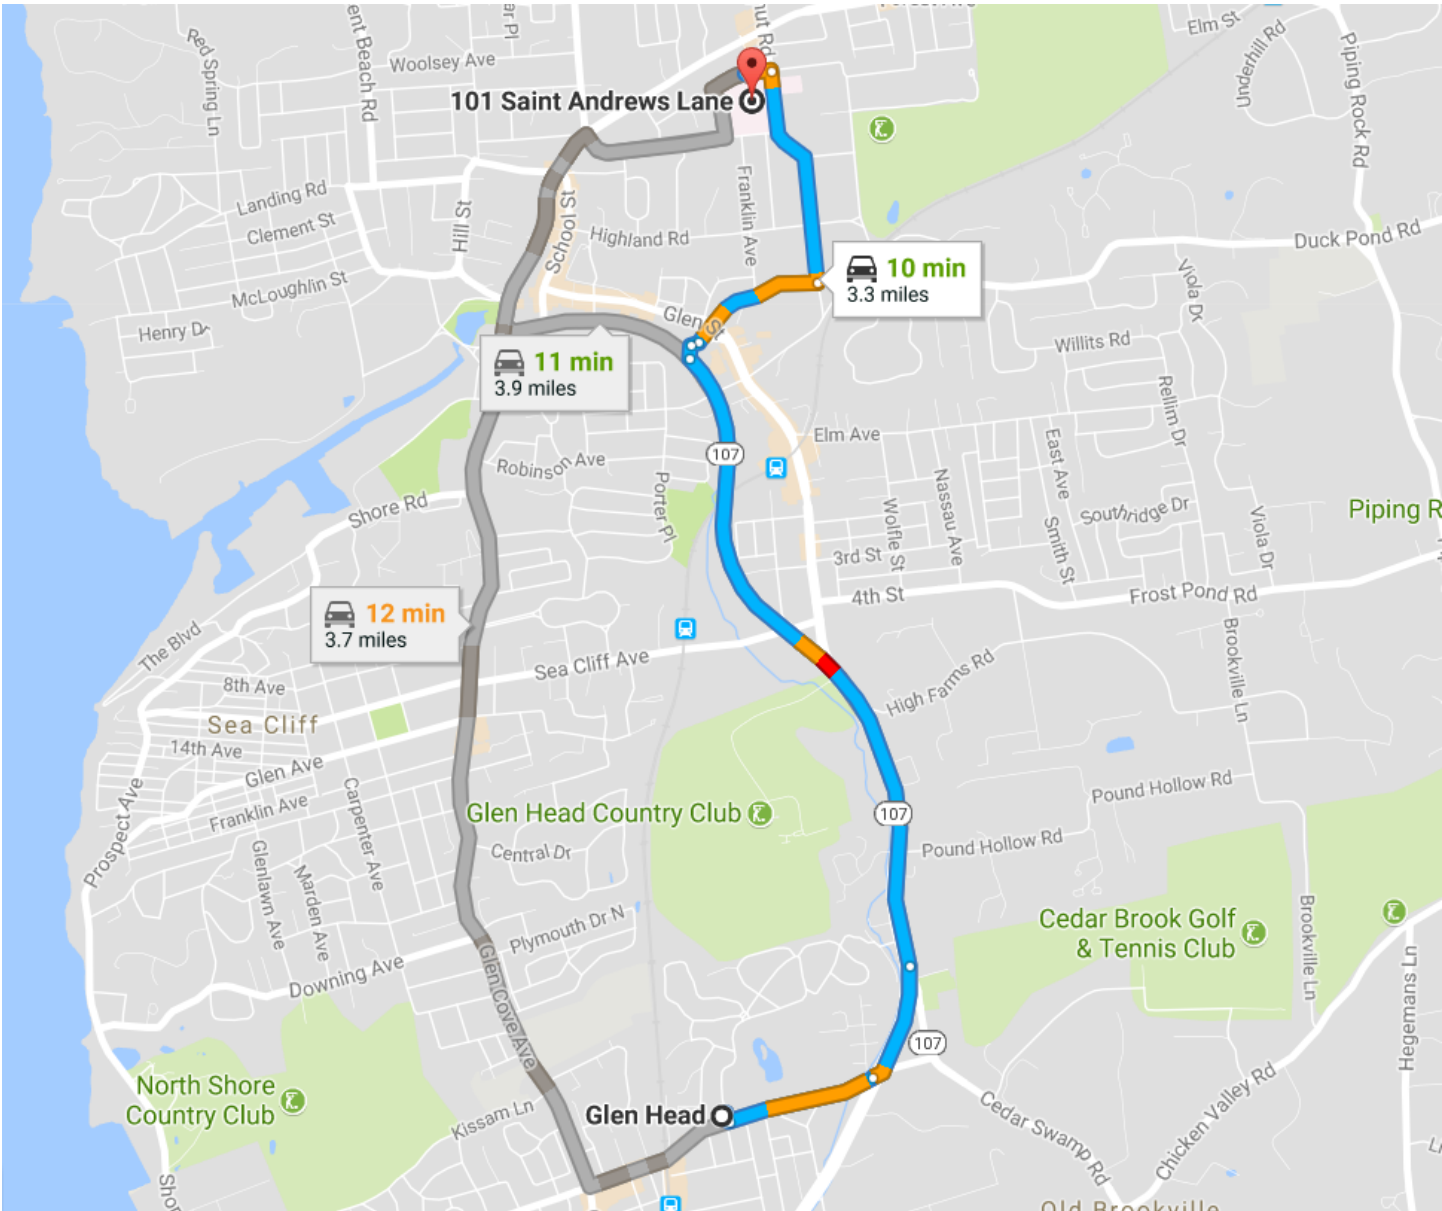 Elm St
Underhill Rd
Piping Rock Rd
Red Spring Ln
Woolsey Ave
101 Saint Andrews Lane
Landing Rd
Clement St
Hill St
School St
Highland Rd
Franklin Ave
Duck Pond Rd
McLoughlin St
Viola Dr
10 min
3.3 miles
Henry Dr
Glen St
Willits Rd
11 min
3.9 miles
Rellim Dr
Elm Ave
107
Robinson Ave
East Ave
Nassau Ave
Porter Pl
Shore Rd
Wolfle St
Southridge Dr
Piping R
Smith St
Viola Dr
3rd St
4th St
Frost Pond Rd
12 min
3.7 miles
The Blvd
Brookville Ln
Sea Cliff Ave
High Farms Rd
8th Ave
Sea Cliff
14th Ave
Glen Ave
Prospect Ave
Carpenter Ave
Franklin Ave
Pound Hollow Rd
Glen Head Country Club
107
Central Dr
Pound Hollow Rd
Glenlawn Ave
Marden Ave
Plymouth Dr N
Cedar Brook Golf
& Tennis Club
Brookville Ln
Hegemans Ln
Downing Ave
Glen Cove Ave
107
North Shore
Country Club
Kissam Ln
Glen Head
Cedar Swamp Rd
Chicken Valley Rd
Old Brookville